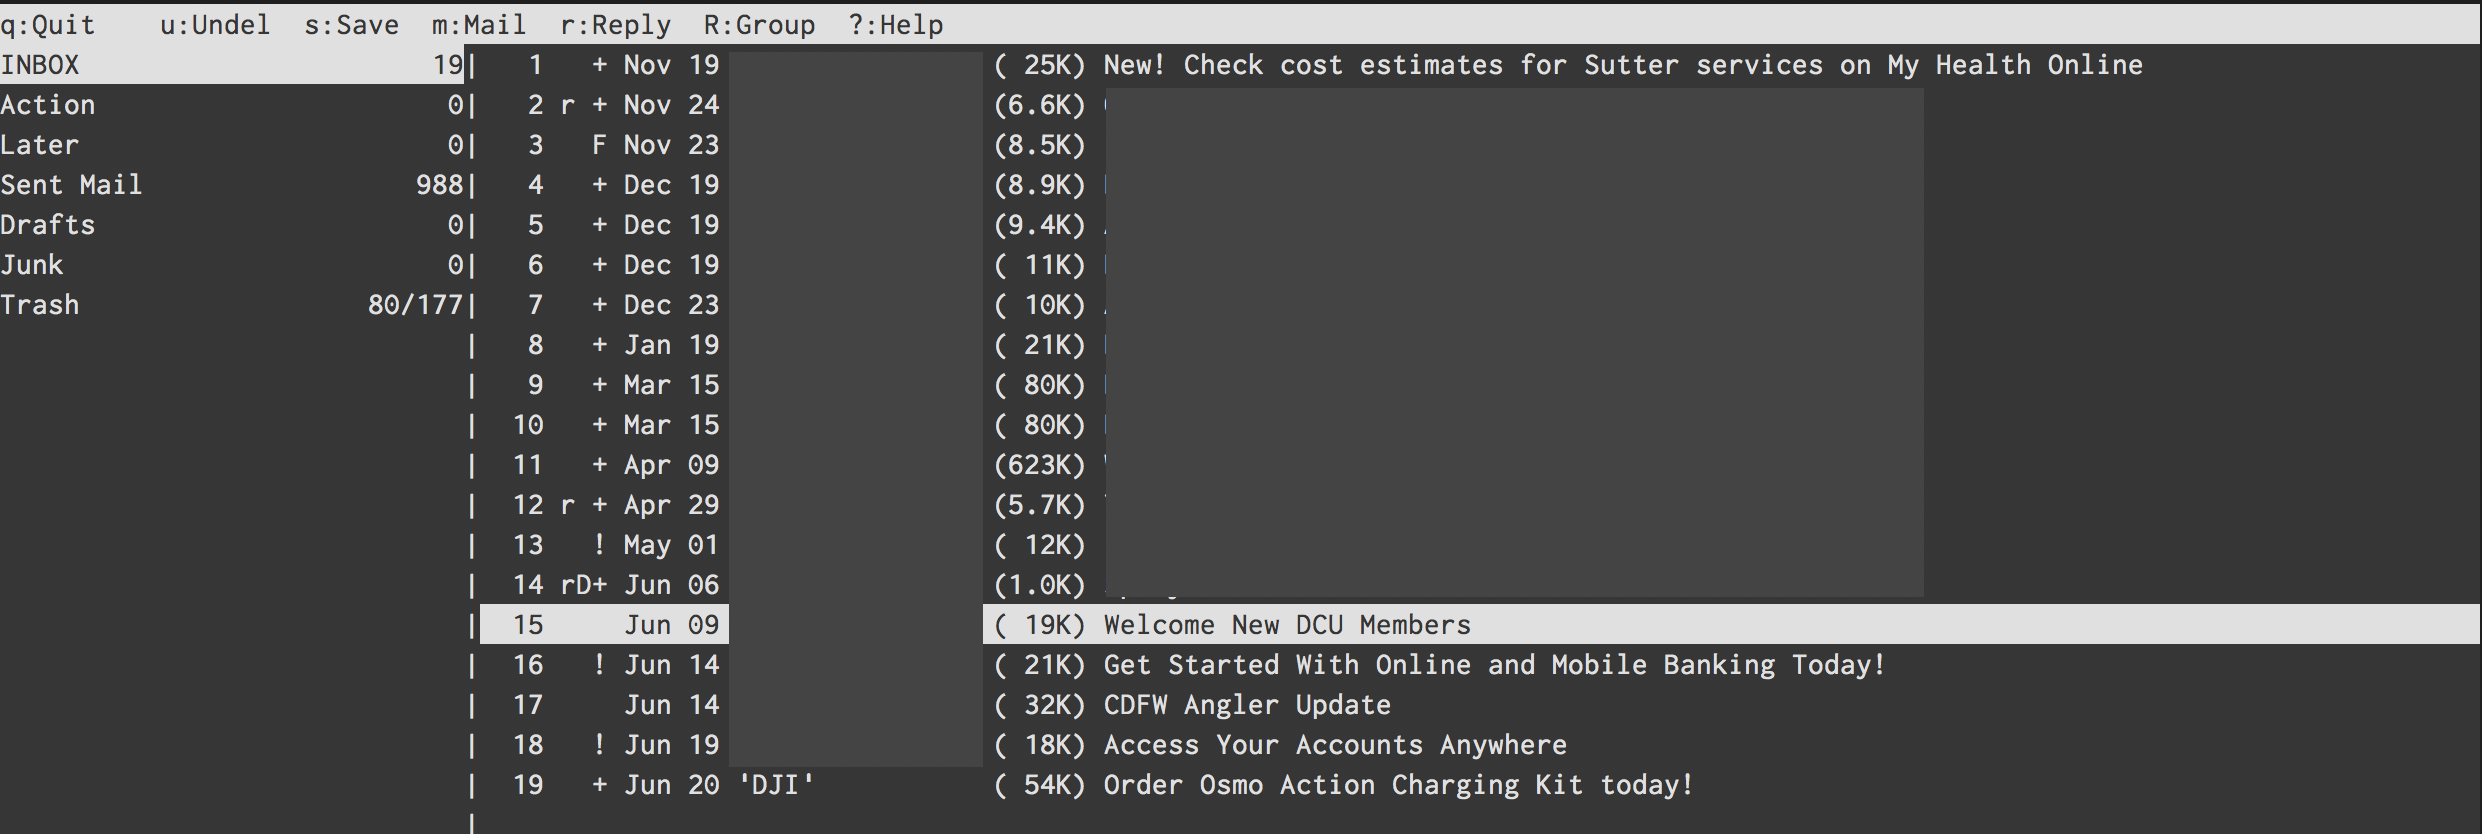 q:Quit    u:Undel  s:Save  m:Mail  r:Reply  R:Group  ?:Help
INBOX                      19|   1   + Nov 19                  ( 25K) New! Check cost estimates for Sutter services on My Health Online
Action                      0|   2 r + Nov 24                  (6.6K)
Later                       0|   3   F Nov 23                  (8.5K)
Sent Mail                 988|   4   + Dec 19                  (8.9K)
Drafts                      0|   5   + Dec 19                  (9.4K)
Junk                        0|   6   + Dec 19                  ( 11K)
Trash                  80/177|   7   + Dec 23                  ( 10K)
|   8   + Jan 19                  ( 21K)
|   9   + Mar 15                  ( 80K)
|  10   + Mar 15                  ( 80K)
|  11   + Apr 09                  (623K)
|  12 r + Apr 29                  (5.7K)
|  13   ! May 01                  ( 12K)
|  14 rD+ Jun 06                  (1.0K)
|  15     Jun 09                  ( 19K) Welcome New DCU Members
|  16   ! Jun 14                  ( 21K) Get Started With Online and Mobile Banking Today!
|  17     Jun 14                  ( 32K) CDFW Angler Update
|  18   ! Jun 19                  ( 18K) Access Your Accounts Anywhere
|  19   + Jun 20 'DJI'            ( 54K) Order Osmo Action Charging Kit today!
|